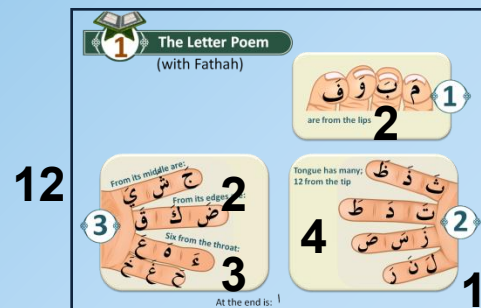 1
The Letter Poem
(with Fathah)
مَ بَ وَ فَ
1
are from the lips
2
Tongue has many;
12 from the tip
ثَ ذَ ظَ
تَ دَ طَ
زَ سَ صَ
لَ نَ رَ
2
4
1
12
3
From its middle are:
جَ شَ يَ
2
From its edges are:
ضَ كَ قَ
Six from the throat:
ءَ هَ عَ
حَ غَ خَ
3
At the end is: ا